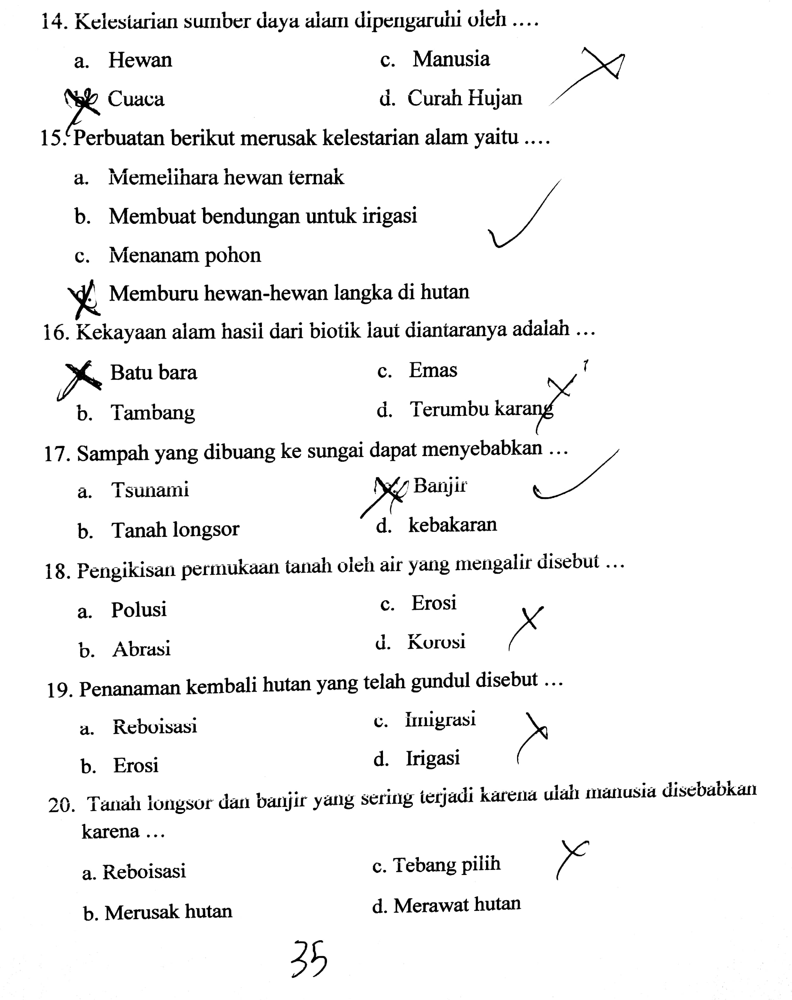 14. Kelestarian sumber daya alam dipengaruhi oleh ....
a. Hewan c. Manusia
b. Cuaca d. Curah Hujan
15. Perbuatan berikut merusak kelestarian alam yaitu ....
a. Memelihara hewan ternak
b. Membuat bendungan untuk irigasi
c. Menanam pohon
d. Memburu hewan-hewan langka di hutan
16. Kekayaan alam hasil dari biotik laut diantaranya adalah ...
Batu bara c. Emas
b. Tambang d. Terumbu karang
17. Sampah yang dibuang ke sungai dapat menyebabkan ...
a. Tsunami c. Banjir
b. Tanah longsor d. kebakaran
18. Pengikisan permukaan tanah oleh air yang mengalir disebut ...
a. Polusi c. Erosi
b. Abrasi d. Korosi
19. Penanaman kembali hutan yang telah gundul disebut ...
a. Reboisasi c. Imigrasi
b. Erosi d. Irigasi
20. Tanah longsor dan banjir yang sering terjadi karena ulah manusia disebabkan
karena ...
a. Reboisasi c. Tebang pilih
b. Merusak hutan d. Merawat hutan
35